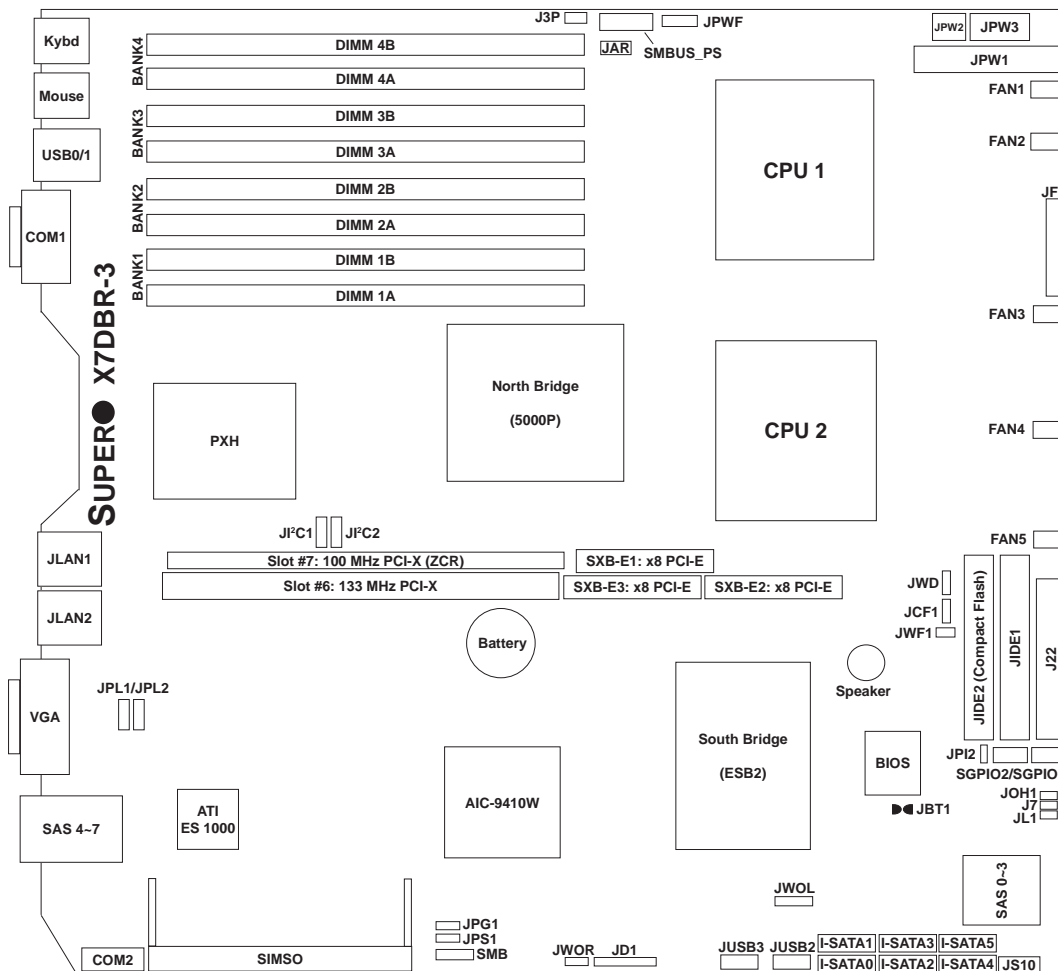 J3P
JPWF
SMBUS_PS
JAR
JPW2
JPW3
JPW1
Kybd
Mouse
USB0/1
COM1
BANK4
DIMM 4B
DIMM 4A
BANK3
DIMM 3B
DIMM 3A
BANK2
DIMM 2B
DIMM 2A
BANK1
DIMM 1B
DIMM 1A
CPU 1
FAN1
FAN2
JF
FAN3
SUPER X7DBR-3
North Bridge
(5000P)
PXH
CPU 2
FAN4
JI²C1
JI²C2
FAN5
JLAN1
JLAN2
Slot #7: 100 MHz PCI-X (ZCR)
SXB-E1: x8 PCI-E
Slot #6: 133 MHz PCI-X
SXB-E3: x8 PCI-E
SXB-E2: x8 PCI-E
JWD
JCF1
JWF1
JIDE2 (Compact Flash)
JIDE1
J22
Battery
Speaker
JPL1/JPL2
VGA
South Bridge
(ESB2)
BIOS
JPI2
SGPIO2/SGPIO
JOH1
J7
JL1
JBT1
AIC-9410W
ATI
ES 1000
SAS 4~7
SAS 0~3
JWOL
JPG1
JPS1
SMB
COM2
SIMSO
JWOR
JD1
JUSB3
JUSB2
I-SATA1
I-SATA3
I-SATA5
I-SATA0
I-SATA2
I-SATA4
JS10